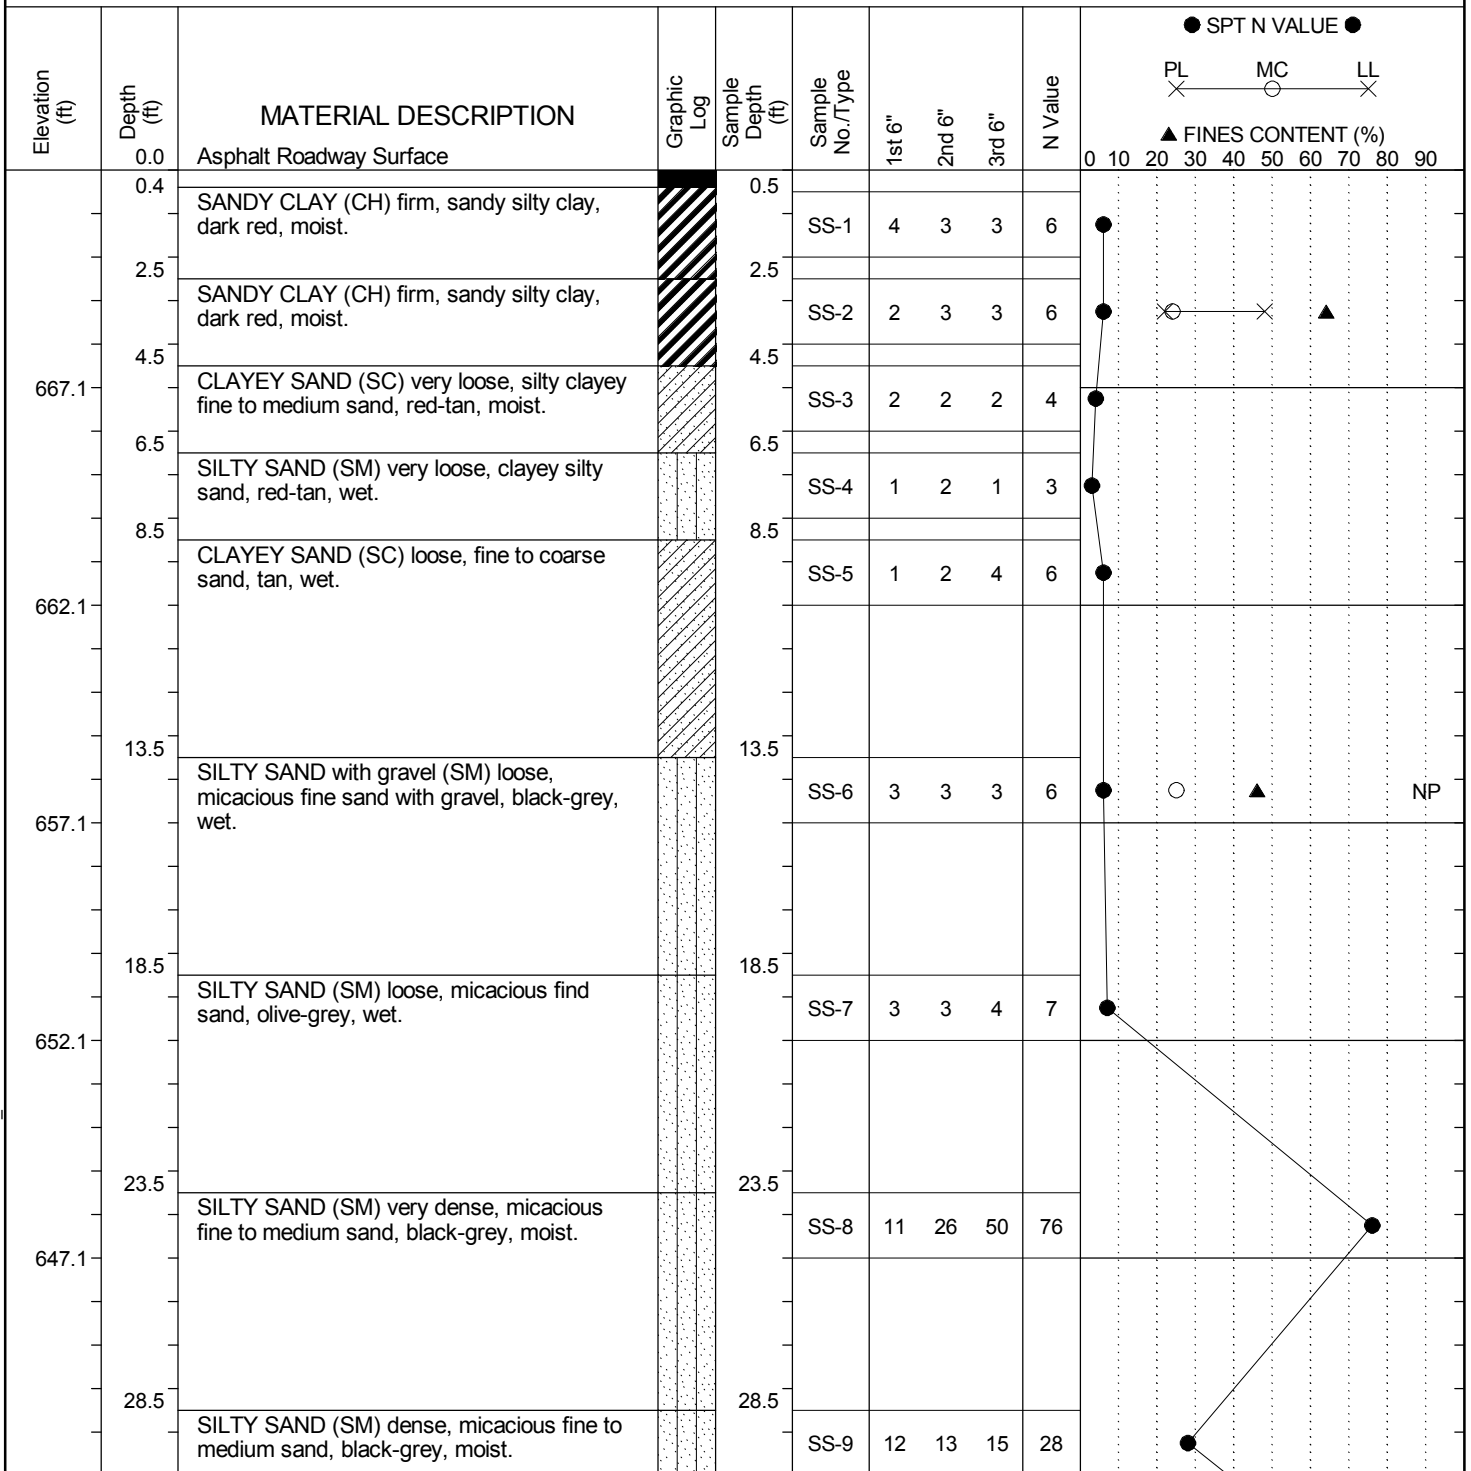 ● SPT N VALUE ●
PL MC LL
▲ FINES CONTENT (%)
Elevation (ft)
Depth (ft)
MATERIAL DESCRIPTION
Graphic Log
Sample Depth (ft)
Sample No./Type
1st 6"
2nd 6"
3rd 6"
N Value
0 10 20 30 40 50 60 70 80 90
0.0 Asphalt Roadway Surface
0.4 0.5
SANDY CLAY (CH) firm, sandy silty clay,
dark red, moist.
SS-1 4 3 3 6
2.5 2.5
SANDY CLAY (CH) firm, sandy silty clay,
dark red, moist.
SS-2 2 3 3 6
4.5 4.5
667.1
CLAYEY SAND (SC) very loose, silty clayey
fine to medium sand, red-tan, moist.
SS-3 2 2 2 4
6.5 6.5
SILTY SAND (SM) very loose, clayey silty
sand, red-tan, wet.
SS-4 1 2 1 3
8.5 8.5
CLAYEY SAND (SC) loose, fine to coarse
sand, tan, wet.
SS-5 1 2 4 6
662.1
13.5 13.5
SILTY SAND with gravel (SM) loose,
micacious fine sand with gravel, black-grey,
wet.
SS-6 3 3 3 6 NP
657.1
18.5 18.5
SILTY SAND (SM) loose, micacious find
sand, olive-grey, wet.
SS-7 3 3 4 7
652.1
23.5 23.5
SILTY SAND (SM) very dense, micacious
fine to medium sand, black-grey, moist.
SS-8 11 26 50 76
647.1
28.5 28.5
SILTY SAND (SM) dense, micacious fine to
medium sand, black-grey, moist.
SS-9 12 13 15 28